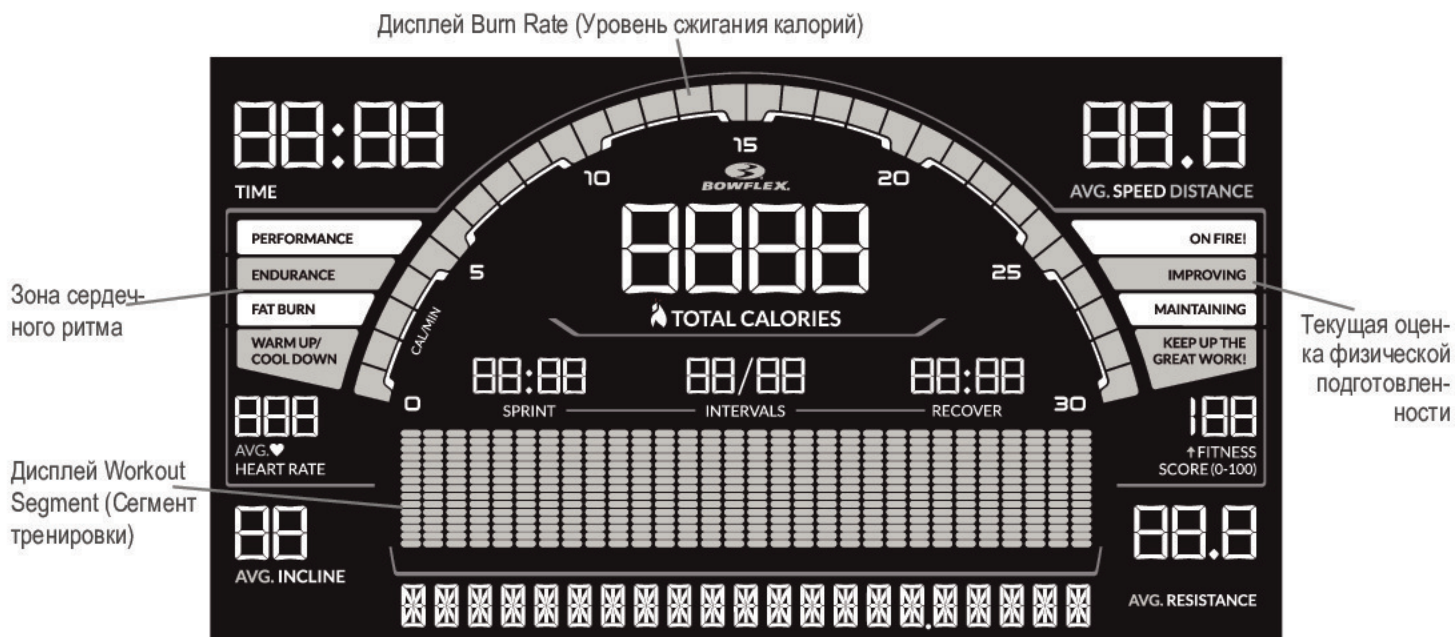 Дисплей Burn Rate (Уровень сжигания калорий)
88:88
TIME
88.8
AVG. SPEED DISTANCE
15
10
20
BOWFLEX.
8888
TOTAL CALORIES
5
25
CAL/MIN
0
30
PERFORMANCE
ENDURANCE
FAT BURN
WARM UP/
COOL DOWN
ON FIRE!
IMPROVING
MAINTAINING
KEEP UP THE
GREAT WORK!
Зона сердеч-
ного ритма
Текущая оцен-
ка физической
подготовлен-
ности
88:88
88/88
88:88
SPRINT
INTERVALS
RECOVER
888
AVG.♥
HEART RATE
188
↑FITNESS
SCORE (0-100)
Дисплей Workout
Segment (Сегмент
тренировки)
88
AVG. INCLINE
88.8
AVG. RESISTANCE